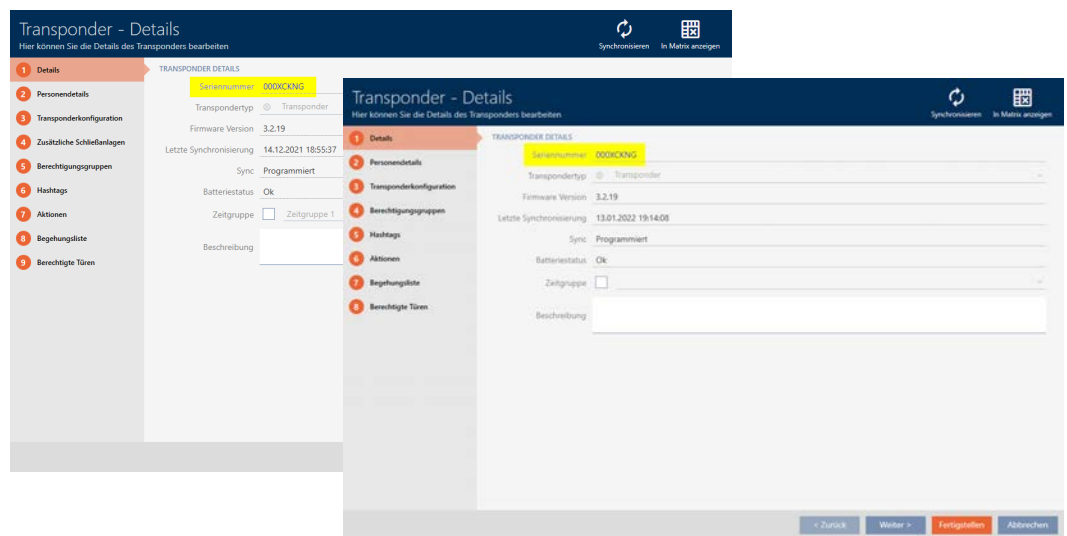 Transponder - Details
Hier können Sie die Details des Transponders bearbeiten
Synchronisieren
In Matrix anzeigen
1 Details
2 Personendetails
3 Transponderkonfiguration
4 Zusätzliche Schließanlagen
5 Berechtigungsgruppen
6 Hashtags
7 Aktionen
8 Begehungsliste
9 Berechtigte Türen
TRANSPONDER DETAILS
Seriennummer 000XCKNG
Transpondertyp Transponder
Firmware Version 3.2.19
Letzte Synchronisierung 14.12.2021 18:55:37
Sync Programmiert
Batteriestatus Ok
Zeitgruppe Zeitgruppe 1
Beschreibung
Transponder - Details
Hier können Sie die Details des Transponders bearbeiten
Synchronisieren
In Matrix anzeigen
1 Details
2 Personendetails
3 Transponderkonfiguration
4 Berechtigungsgruppen
5 Hashtags
6 Aktionen
7 Begehungsliste
8 Berechtigte Türen
TRANSPONDER DETAILS
Seriennummer 000XCKNG
Transpondertyp Transponder
Firmware Version 3.2.19
Letzte Synchronisierung 13.01.2022 19:14:08
Sync Programmiert
Batteriestatus Ok
Zeitgruppe
Beschreibung
< Zurück
Weiter >
Fertigstellen
Abbrechen